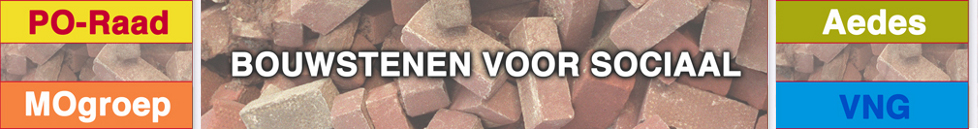 PO-Raad
MOgroep
BOUWSTENEN VOOR SOCIAAL
Aedes
VNG